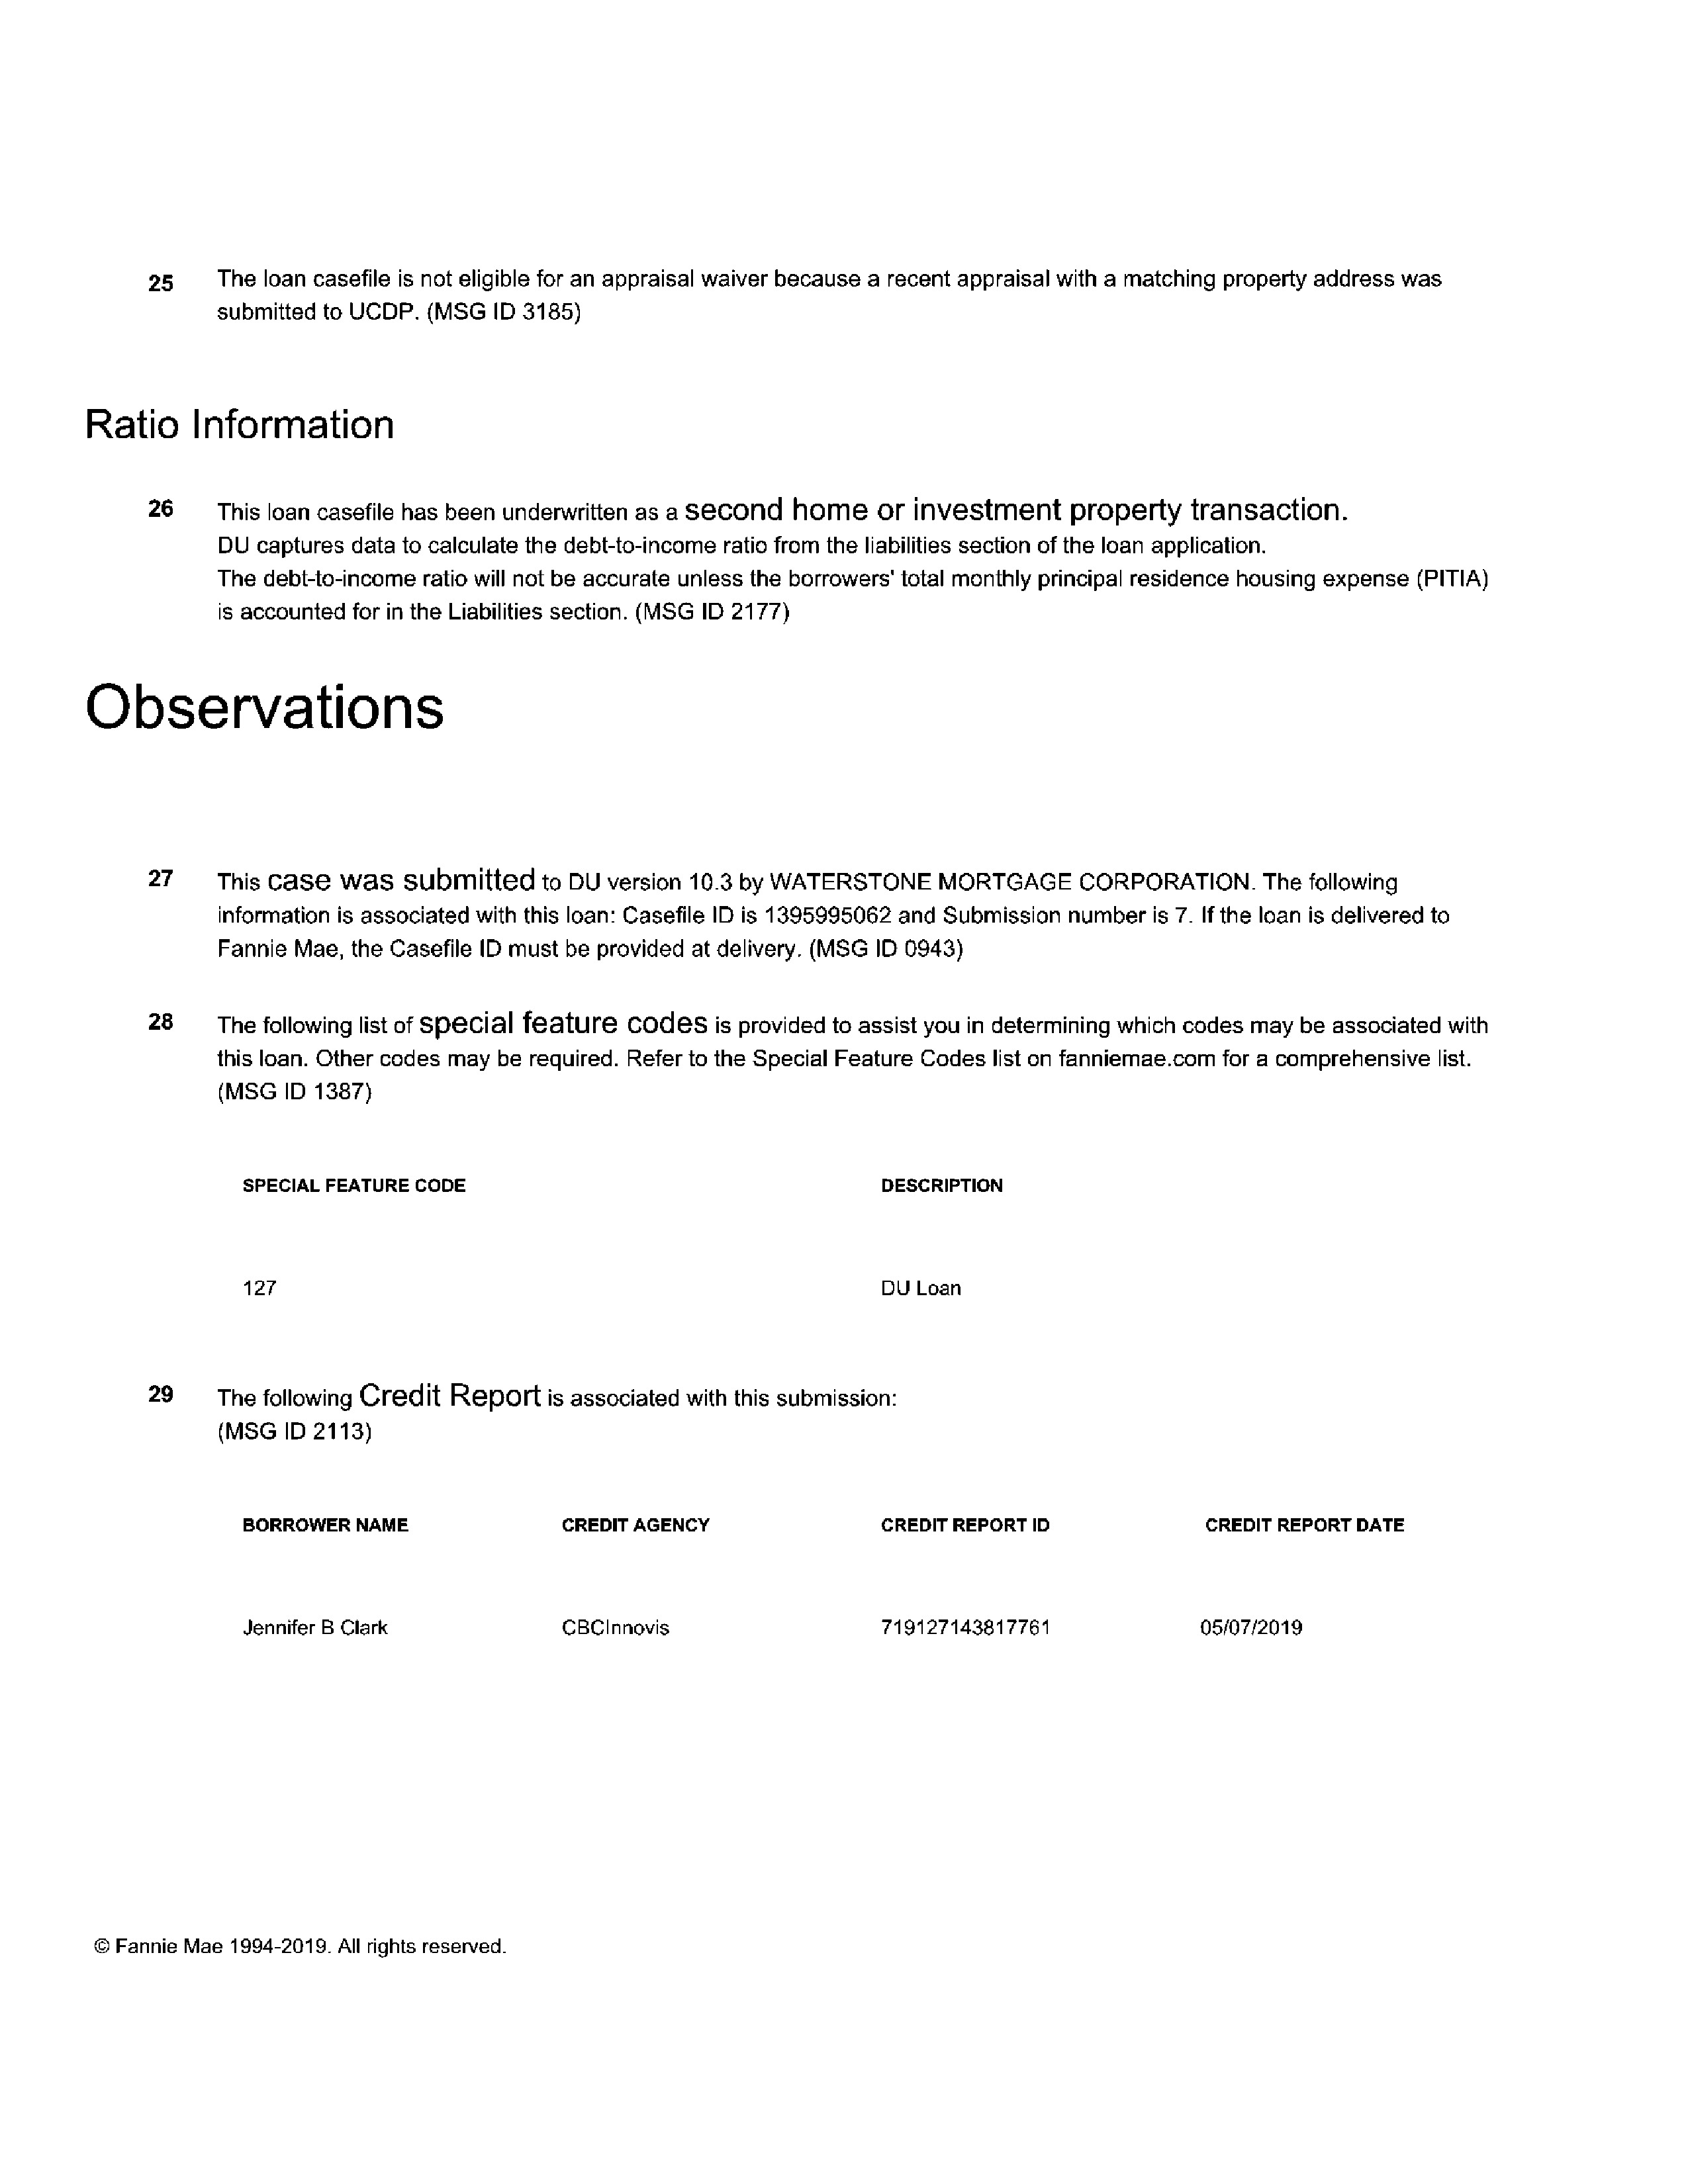 25 The loan casefile is not eligible for an appraisal waiver because a recent appraisal with a matching property address was
submitted to UCDP. (MSG ID 3185)
Ratio Information
26 This loan casefile has been underwritten as a second home or investment property transaction.
DU captures data to calculate the debt-to-income ratio from the liabilities section of the loan application.
The debt-to-income ratio will not be accurate unless the borrowers' total monthly principal residence housing expense (PITIA)
is accounted for in the Liabilities section. (MSG ID 2177)
Observations
27 This case was submitted to DU version 10.3 by WATERSTONE MORTGAGE CORPORATION. The following
information is associated with this loan: Casefile ID is 1395995062 and Submission number is 7. If the loan is delivered to
Fannie Mae, the Casefile ID must be provided at delivery. (MSG ID 0943)
28 The following list of special feature codes is provided to assist you in determining which codes may be associated with
this loan. Other codes may be required. Refer to the Special Feature Codes list on fanniemae.com for a comprehensive list.
(MSG ID 1387)
SPECIAL FEATURE CODE DESCRIPTION
127 DU Loan
29 The following Credit Report is associated with this submission:
(MSG ID 2113)
BORROWER NAME CREDIT AGENCY CREDIT REPORT ID CREDIT REPORT DATE
Jennifer B Clark CBCInnovis 719127143817761 05/07/2019
© Fannie Mae 1994-2019. All rights reserved.